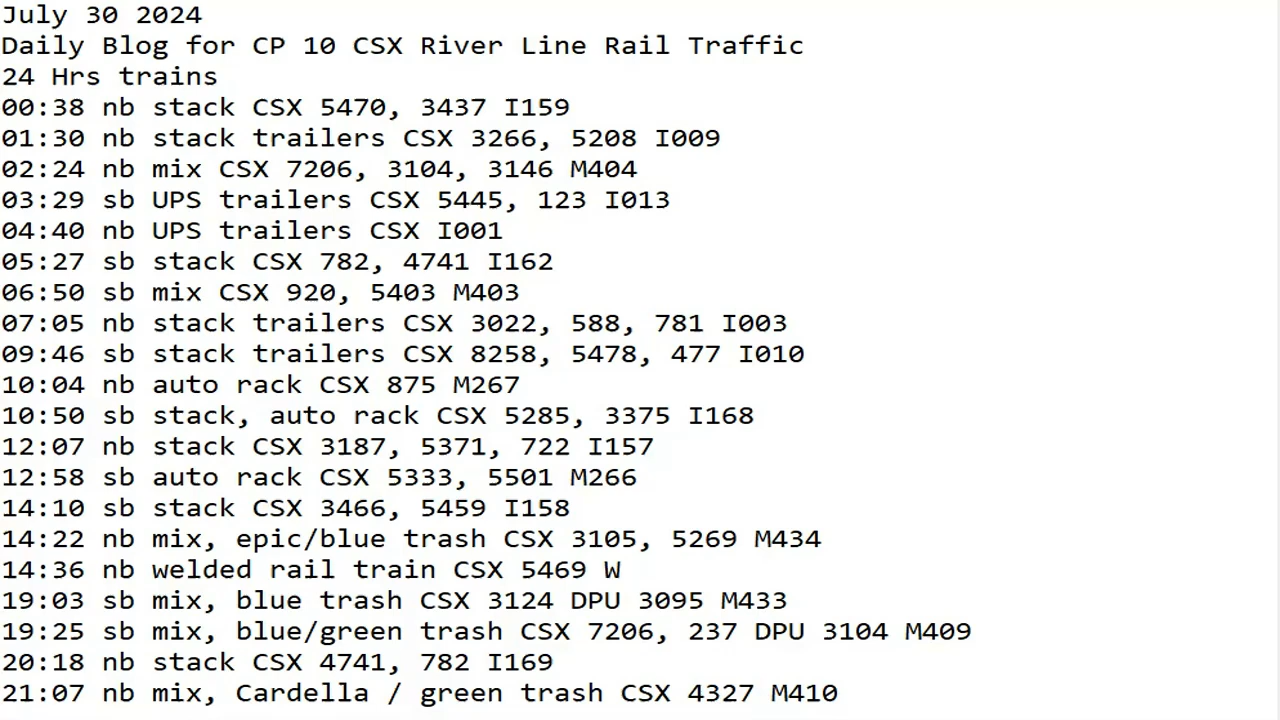 July 30 2024
Daily Blog for CP 10 CSX River Line Rail Traffic
24 Hrs trains
00:38 nb stack CSX 5470, 3437 I159
01:30 nb stack trailers CSX 3266, 5208 I009
02:24 nb mix CSX 7206, 3104, 3146 M404
03:29 sb UPS trailers CSX 5445, 123 I013
04:40 nb UPS trailers CSX I001
05:27 sb stack CSX 782, 4741 I162
06:50 sb mix CSX 920, 5403 M403
07:05 nb stack trailers CSX 3022, 588, 781 I003
09:46 sb stack trailers CSX 8258, 5478, 477 I010
10:04 nb auto rack CSX 875 M267
10:50 sb stack, auto rack CSX 5285, 3375 I168
12:07 nb stack CSX 3187, 5371, 722 I157
12:58 sb auto rack CSX 5333, 5501 M266
14:10 sb stack CSX 3466, 5459 I158
14:22 nb mix, epic/blue trash CSX 3105, 5269 M434
14:36 nb welded rail train CSX 5469 W
19:03 sb mix, blue trash CSX 3124 DPU 3095 M433
19:25 sb mix, blue/green trash CSX 7206, 237 DPU 3104 M409
20:18 nb stack CSX 4741, 782 I169
21:07 nb mix, Cardella / green trash CSX 4327 M410